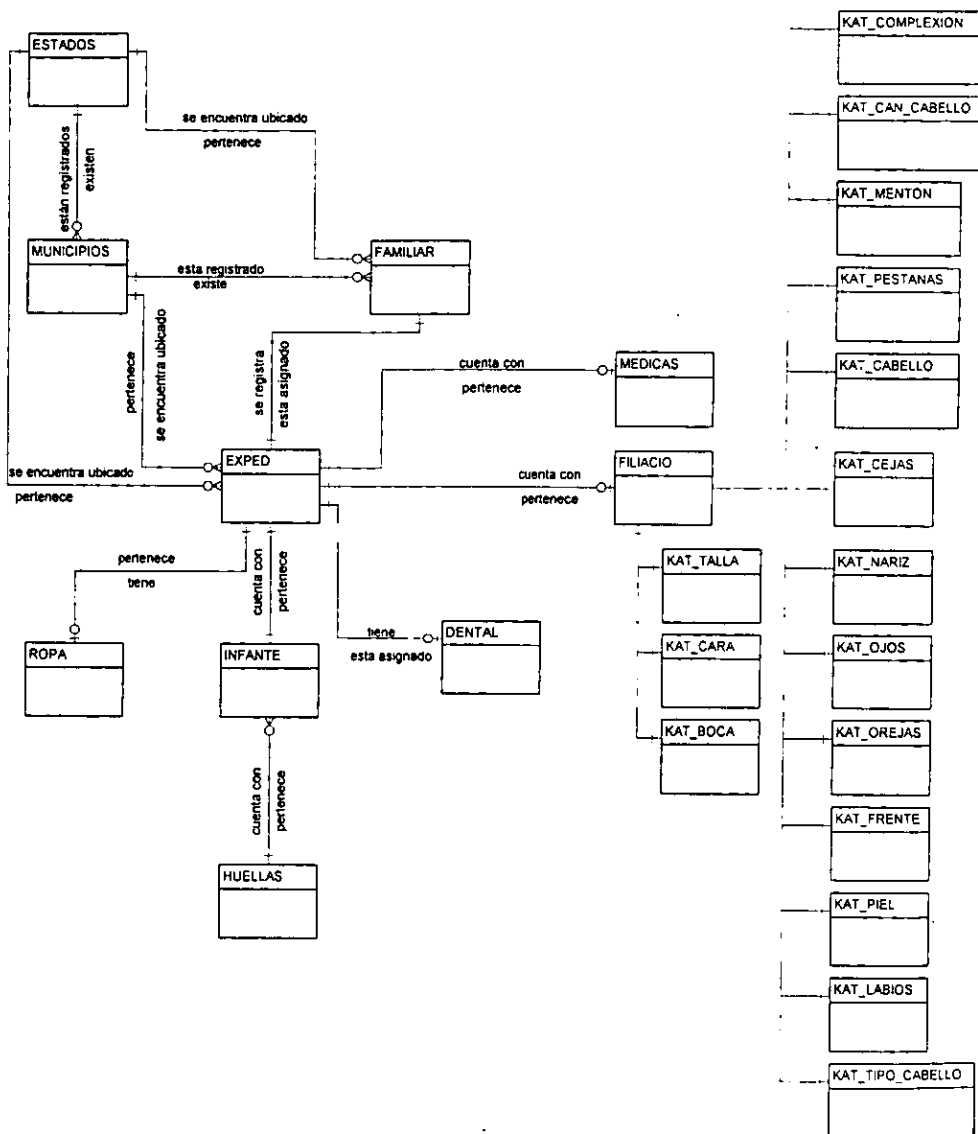 KAT_COMPLEXION
ESTADOS
KAT_CAN_CABELLO
se encuentra ubicado
pertenece
están registrados
existen
KAT_MENTON
MUNICIPIOS
esta registrado
existe
FAMILIAR
KAT_PESTANAS
pertenece
se encuentra ubicado
se registra
esta asignado
cuenta con
pertenece
MEDICAS
KAT_CABELLO
se encuentra ubicado
pertenece
EXPED
cuenta con
pertenece
FILIACIO
KAT_CEJAS
pertenece
tiene
cuenta con
pertenece
KAT_TALLA
KAT_NARIZ
ROPA
INFANTE
tiene
esta asignado
DENTAL
KAT_CARA
KAT_OJOS
KAT_BOCA
KAT_OREJAS
cuenta con
pertenece
KAT_FRENTE
HUELLAS
KAT_PIEL
KAT_LABIOS
KAT_TIPO_CABELLO